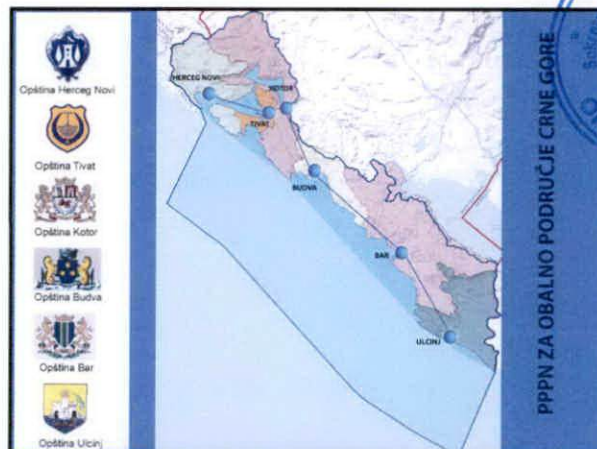 Opština Herceg Novi
Opština Tivat
Opština Kotor
Opština Budva
Opština Bar
Opština Ulcinj
HERCEG NOVI
KOTOR
TIVAT
BUDVA
BAR
ULCINJ
PPPN ZA OBALNO PODRUČJE CRNE GORE